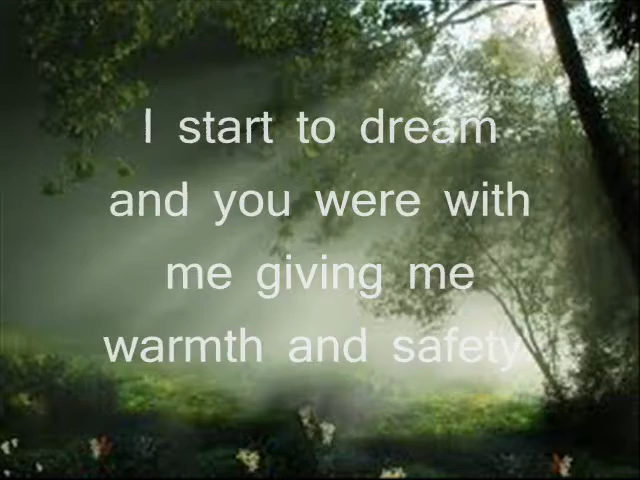 I start to dream
and you were with
me giving me
warmth and safety